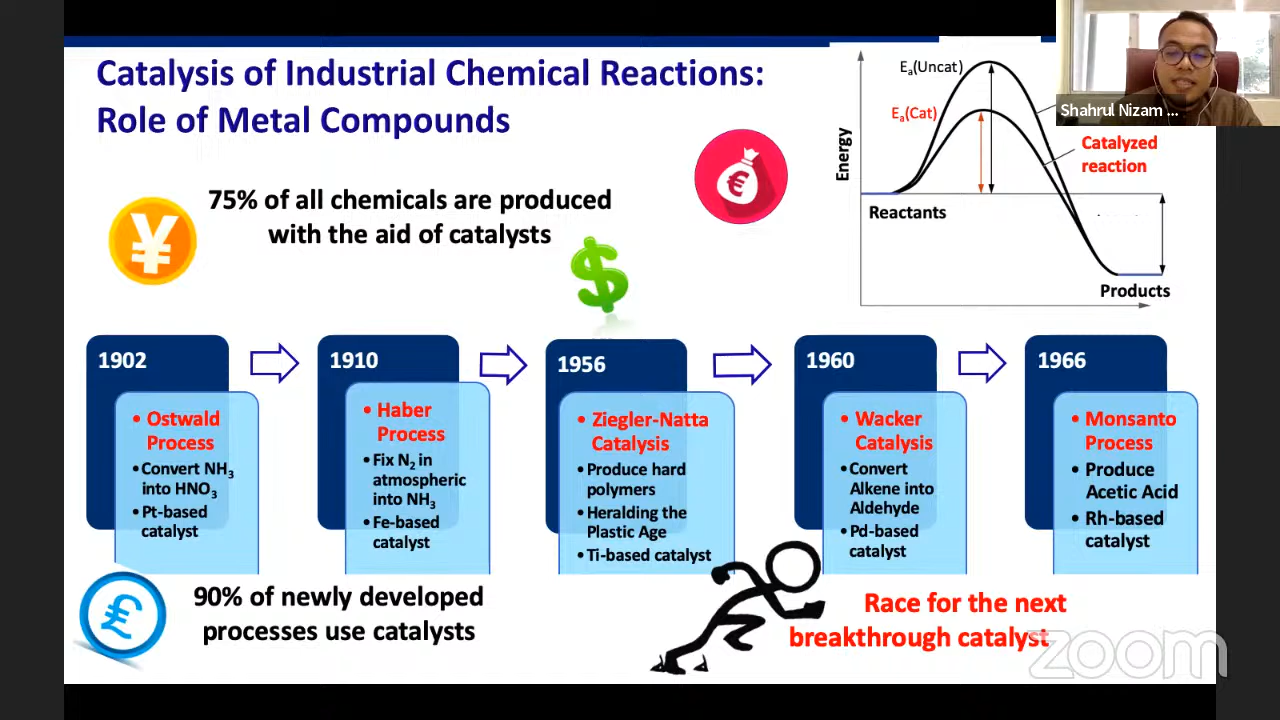 Catalysis of Industrial Chemical Reactions:
Role of Metal Compounds
75% of all chemicals are produced
with the aid of catalysts
¥
€
$
Eₐ(Uncat)
Eₐ(Cat)
Energy
Reactants
Catalyzed
reaction
Products
Shahrul Nizam ...
1902
• Ostwald
Process
• Convert NH₃
into HNO₃
• Pt-based
catalyst
1910
• Haber
Process
• Fix N₂ in
atmospheric
into NH₃
• Fe-based
catalyst
1956
• Ziegler-Natta
Catalysis
• Produce hard
polymers
• Heralding the
Plastic Age
• Ti-based catalyst
1960
• Wacker
Catalysis
• Convert
Alkene into
Aldehyde
• Pd-based
catalyst
1966
• Monsanto
Process
• Produce
Acetic Acid
• Rh-based
catalyst
£
90% of newly developed
processes use catalysts
Race for the next
breakthrough catalyst
zoom